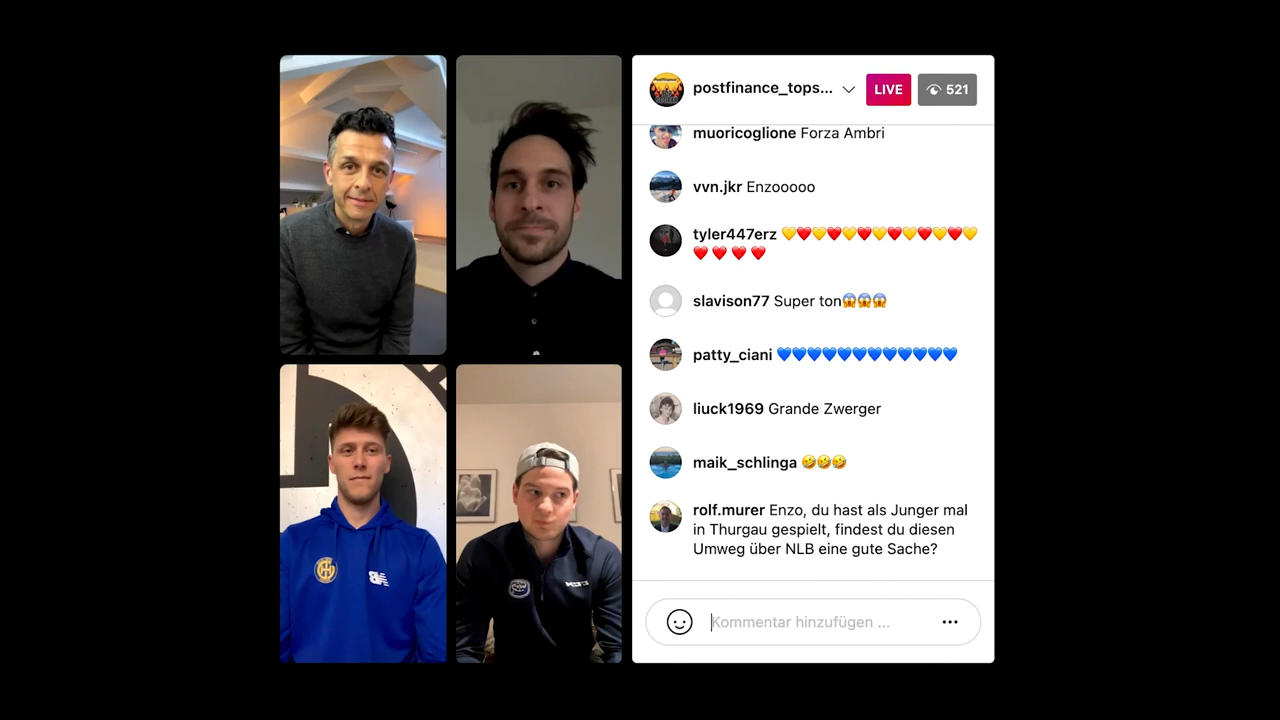 postfinance_tops...
LIVE
521
muoricoglione Forza Ambri
vvn.jkr Enzooooo
tyler447erz 💛❤️💛❤️💛❤️💛❤️💛❤️💛❤️💛
❤️ ❤️ ❤️ ❤️
slavison77 Super ton😱😱😱
patty_ciani 💙💙💙💙💙💙💙💙💙💙💙💙
liuck1969 Grande Zwerger
maik_schlinga 🤣🤣🤣
rolf.murer Enzo, du hast als Junger mal
in Thurgau gespielt, findest du diesen
Umweg über NLB eine gute Sache?
Kommentar hinzufügen ...